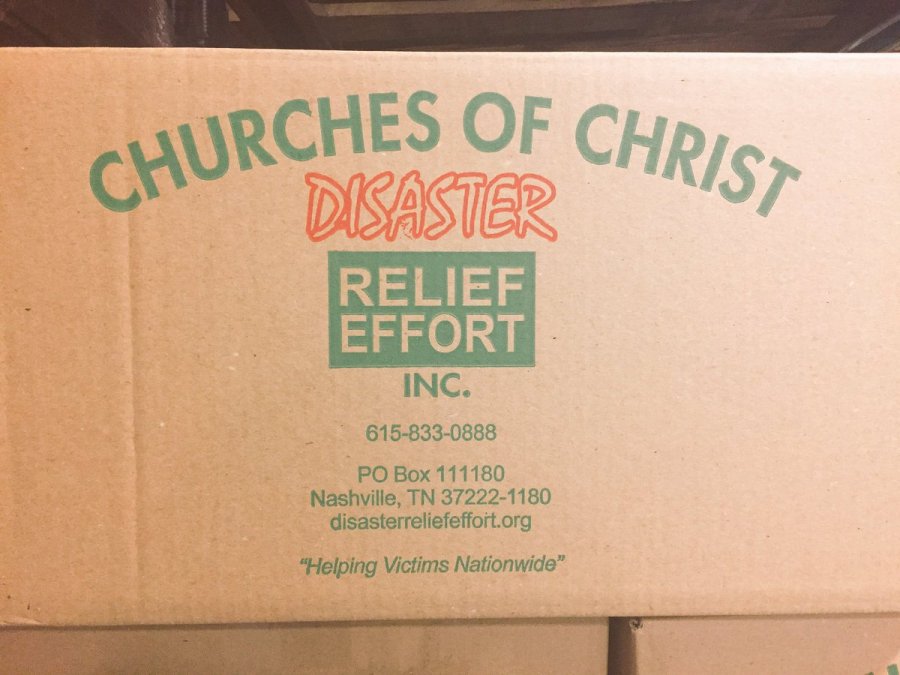 CHURCHES OF CHRIST
DISASTER
RELIEF
EFFORT
INC.
615-833-0888
PO Box 111180
Nashville, TN 37222-1180
disasterreliefeffort.org
"Helping Victims Nationwide"